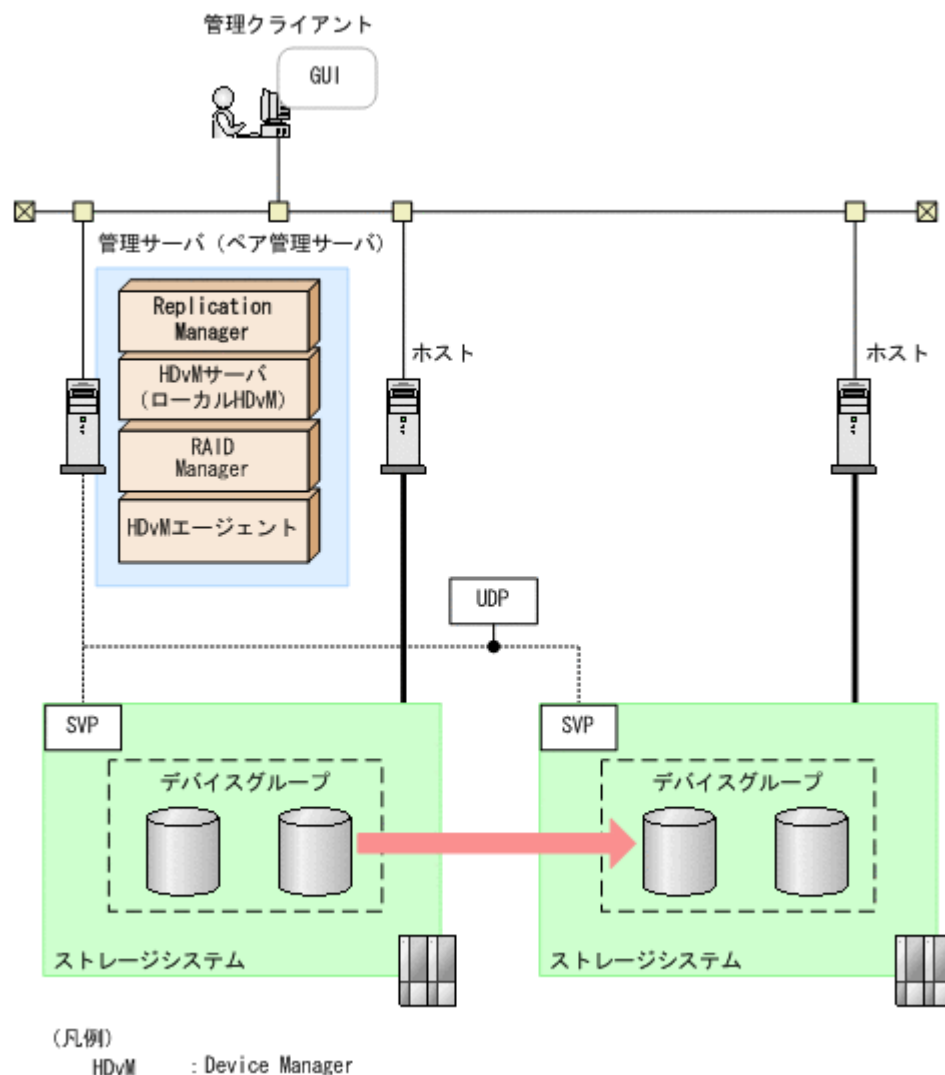 管理クライアント
GUI
管理サーバ（ペア管理サーバ）
Replication
Manager
HDvMサーバ
(ローカルHDvM)
RAID
Manager
HDvMエージェント
ホスト
ホスト
UDP
SVP
デバイスグループ
ストレージシステム
SVP
デバイスグループ
ストレージシステム
(凡例)
HDvM : Device Manager